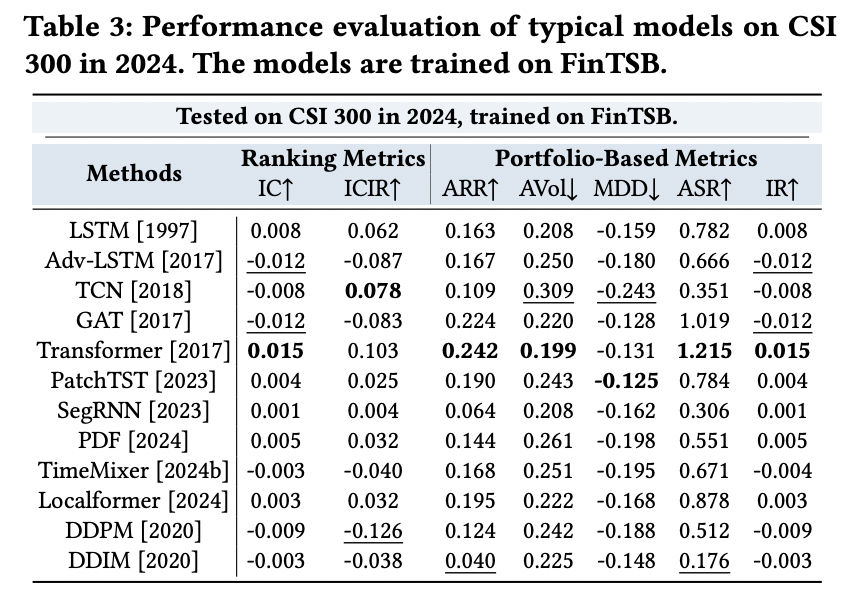 Table 3: Performance evaluation of typical models on CSI
300 in 2024. The models are trained on FinTSB.
Tested on CSI 300 in 2024, trained on FinTSB.
Methods Ranking Metrics Portfolio-Based Metrics
IC↑ ICIR↑ ARR↑ AVol↓ MDD↓ ASR↑ IR↑
LSTM [1997] 0.008 0.062 0.163 0.208 -0.159 0.782 0.008
Adv-LSTM [2017] -0.012 -0.087 0.167 0.250 -0.180 0.666 -0.012
TCN [2018] -0.008 0.078 0.109 0.309 -0.243 0.351 -0.008
GAT [2017] -0.012 -0.083 0.224 0.220 -0.128 1.019 -0.012
Transformer [2017] 0.015 0.103 0.242 0.199 -0.131 1.215 0.015
PatchTST [2023] 0.004 0.025 0.190 0.243 -0.125 0.784 0.004
SegRNN [2023] 0.001 0.004 0.064 0.208 -0.162 0.306 0.001
PDF [2024] 0.005 0.032 0.144 0.261 -0.198 0.551 0.005
TimeMixer [2024b] -0.003 -0.040 0.168 0.251 -0.195 0.671 -0.004
Localformer [2024] 0.003 0.032 0.195 0.222 -0.168 0.878 0.003
DDPM [2020] -0.009 -0.126 0.124 0.242 -0.188 0.512 -0.009
DDIM [2020] -0.003 -0.038 0.040 0.225 -0.148 0.176 -0.003